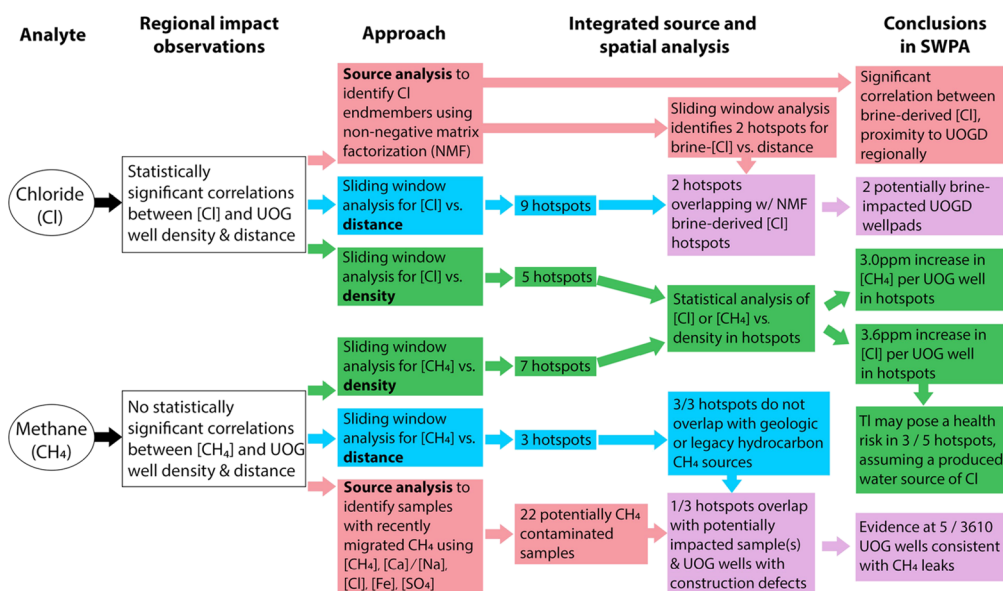 Analyte
Regional impact
observations
Approach
Integrated source and
spatial analysis
Conclusions
in SWPA
Chloride
(Cl)
Statistically
significant correlations
between [Cl] and UOG
well density & distance
Source analysis to
identify Cl
endmembers using
non-negative matrix
factorization (NMF)
Sliding window analysis
identifies 2 hotspots for
brine-[Cl] vs. distance
Significant
correlation between
brine-derived [Cl],
proximity to UOGD
regionally
Sliding window
analysis for [Cl] vs.
distance
9 hotspots
2 hotspots
overlapping w/ NMF
brine-derived [Cl]
hotspots
2 potentially brine-
impacted UOGD
wellpads
Sliding window
analysis for [Cl] vs.
density
5 hotspots
Statistical analysis of
[Cl] or [CH₄] vs.
density in hotspots
3.0ppm increase in
[CH₄] per UOG well
in hotspots
3.6ppm increase in
[Cl] per UOG well
in hotspots
Tl may pose a health
risk in 3 / 5 hotspots,
assuming a produced
water source of Cl
Methane
(CH₄)
No statistically
significant correlations
between [CH₄] and UOG
well density & distance
Sliding window
analysis for [CH₄] vs.
density
7 hotspots
Sliding window
analysis for [CH₄] vs.
distance
3 hotspots
3/3 hotspots do not
overlap with geologic
or legacy hydrocarbon
CH₄ sources
Source analysis to
identify samples
with recently
migrated CH₄ using
[CH₄], [Ca]/[Na],
[Cl], [Fe], [SO₄]
22 potentially CH₄
contaminated
samples
1/3 hotspots overlap
with potentially
impacted sample(s)
& UOG wells with
construction defects
Evidence at 5 / 3610
UOG wells consistent
with CH₄ leaks